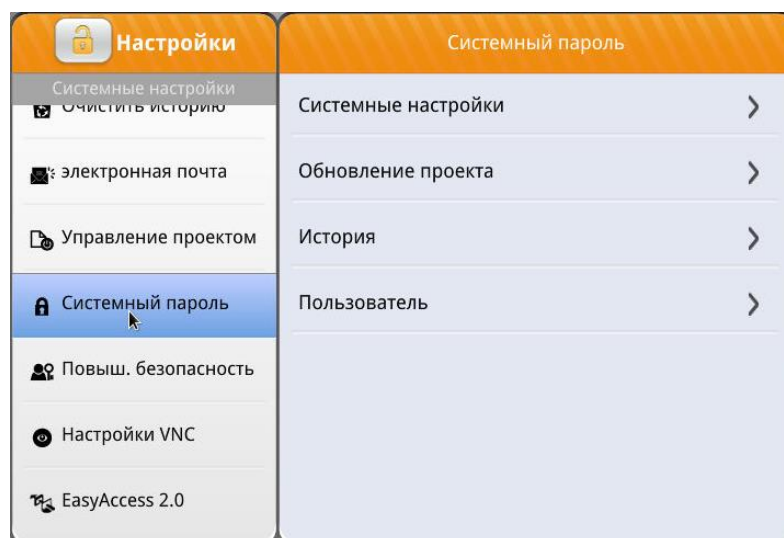 Настройки
Системные настройки
Очистить историю
электронная почта
Управление проектом
Системный пароль
Повыш. безопасность
Настройки VNC
EasyAccess 2.0
Системный пароль
Системные настройки
Обновление проекта
История
Пользователь